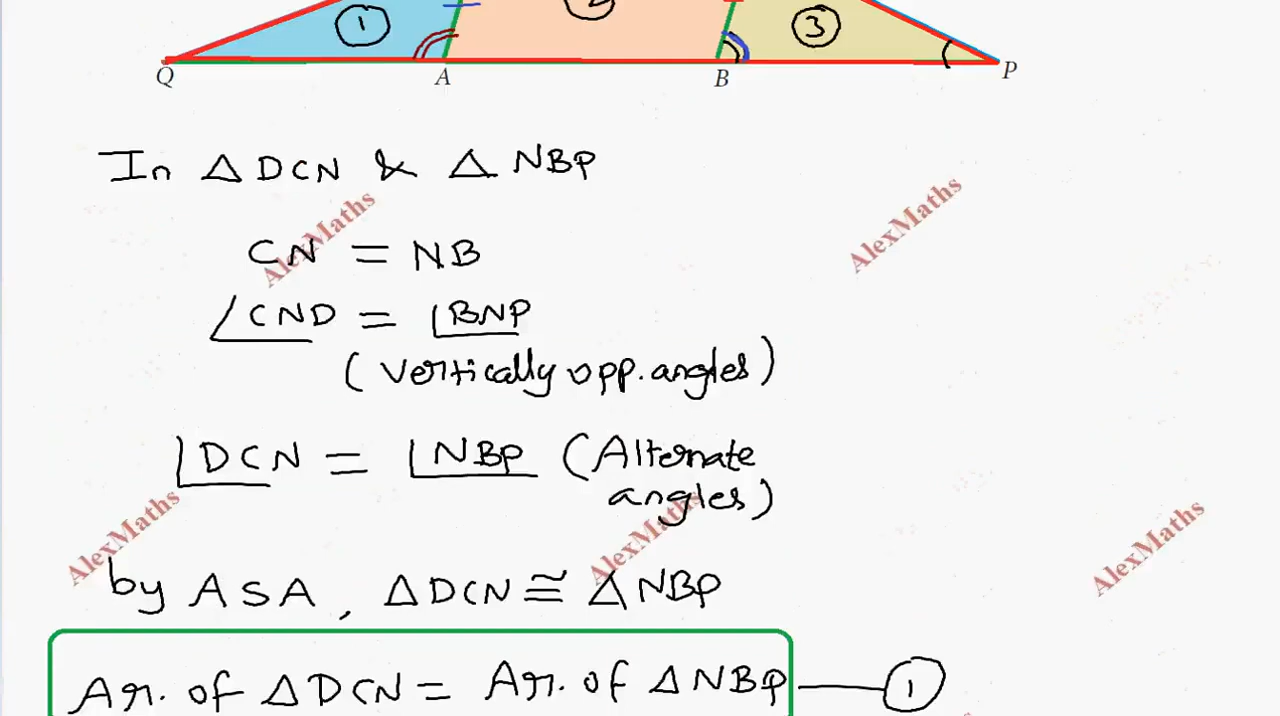 1 2 3
Q A B P
In △ DCN & △ NBP
CN = NB
∠CND = ∠BNP
(Vertically opp. angles)
∠DCN = ∠NBP (Alternate
angles)
by ASA, △DCN ≅ △NBP
Ar. of △DCN = Ar. of △NBP — 1
AlexMaths
AlexMaths
AlexMaths
AlexMaths
AlexMaths